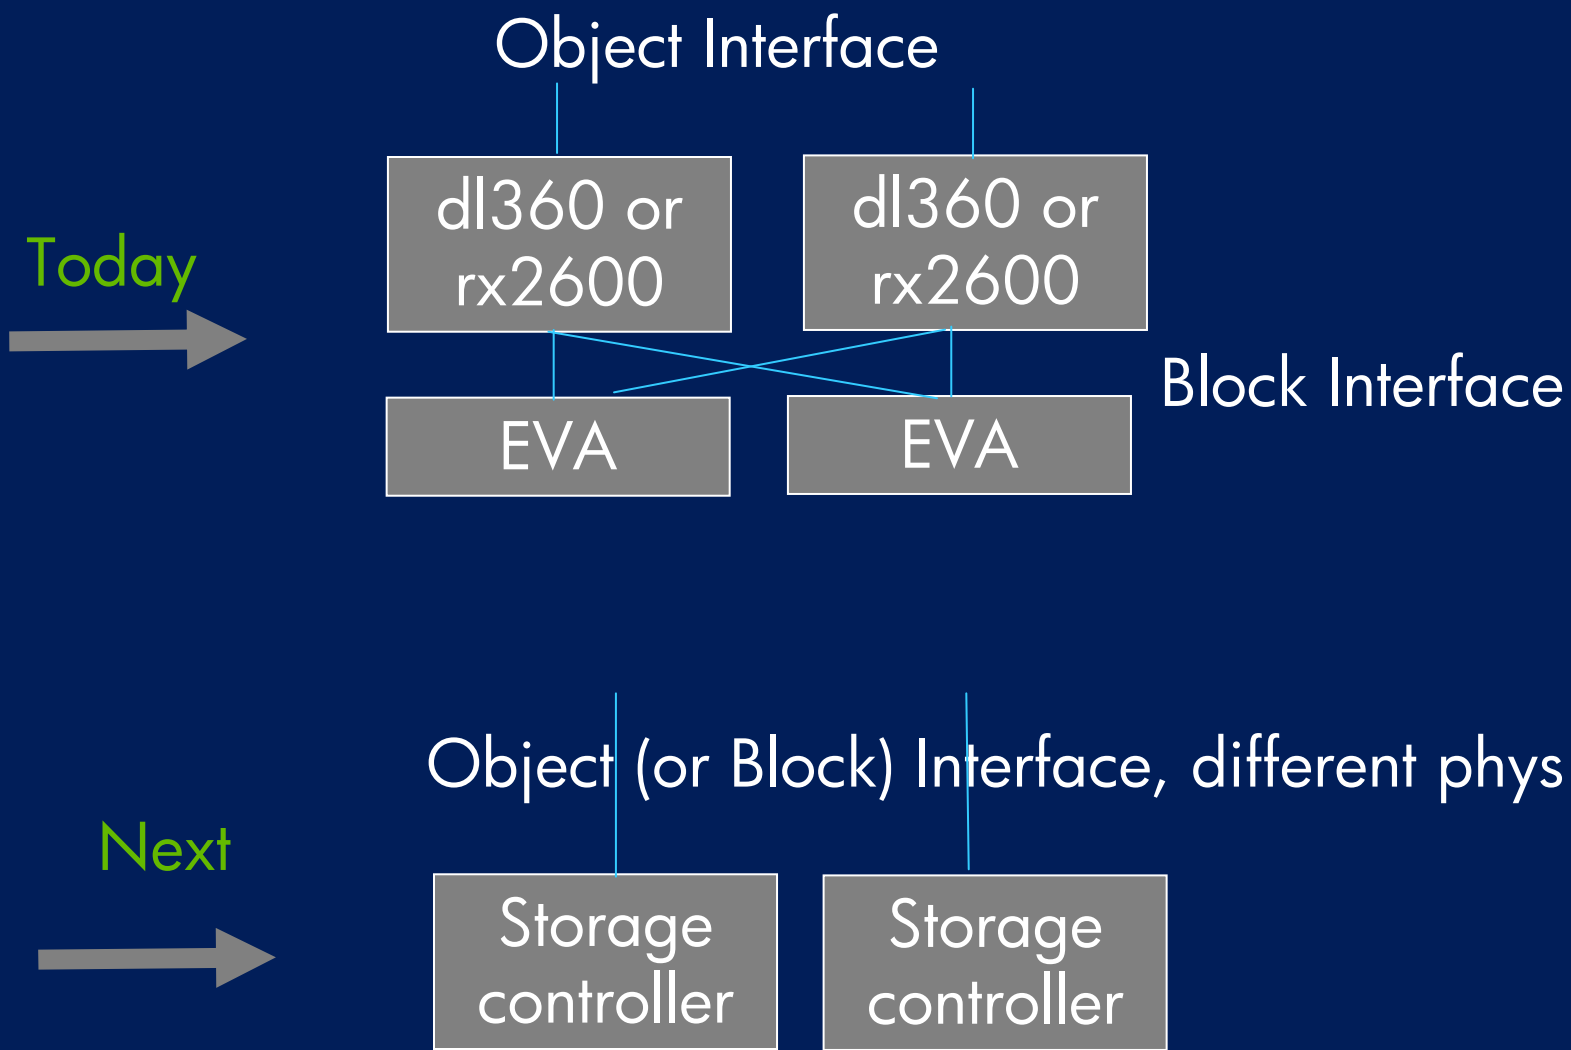 Object Interface
dl360 or
rx2600
dl360 or
rx2600
Today
Block Interface
EVA
EVA
Object (or Block) Interface, different phys
Next
Storage
controller
Storage
controller